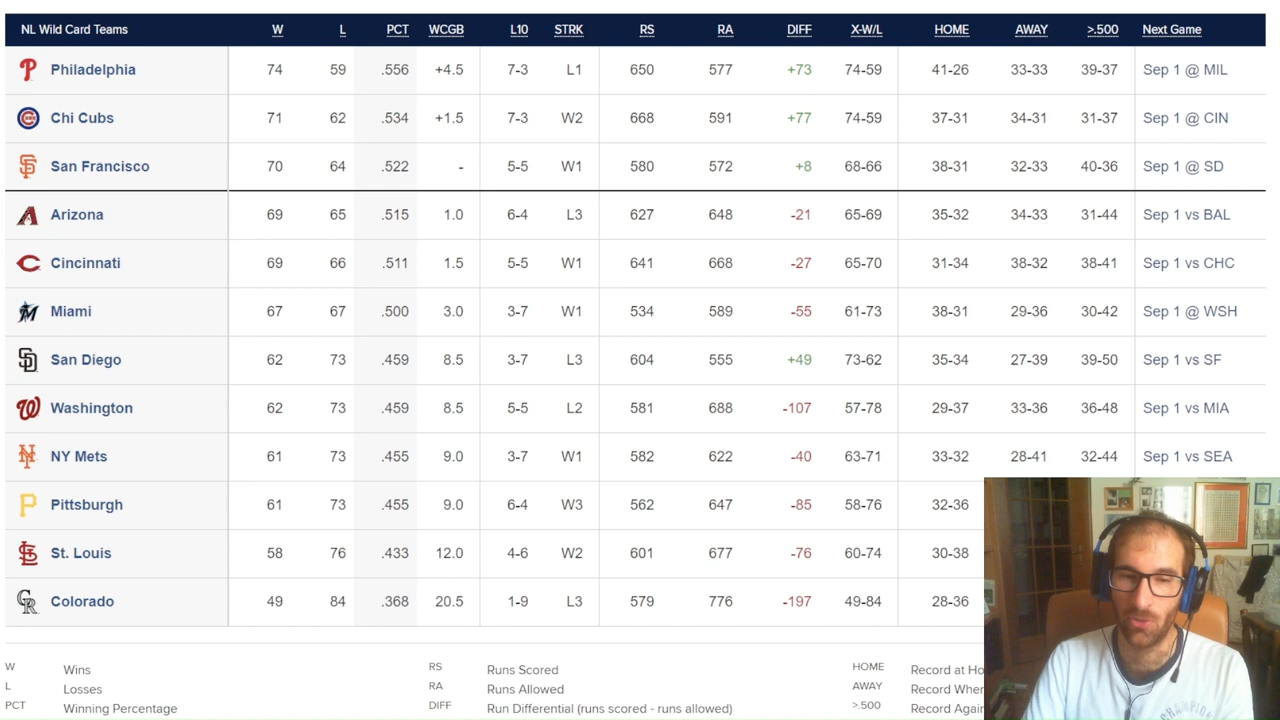 NL Wild Card Teams W L PCT WCGB L10 STRK RS RA DIFF X-W/L HOME AWAY >.500 Next Game
Philadelphia 74 59 .556 +4.5 7-3 L1 650 577 +73 74-59 41-26 33-33 39-37 Sep 1 @ MIL
Chi Cubs 71 62 .534 +1.5 7-3 W2 668 591 +77 74-59 37-31 34-31 31-37 Sep 1 @ CIN
San Francisco 70 64 .522 - 5-5 W1 580 572 +8 68-66 38-31 32-33 40-36 Sep 1 @ SD
Arizona 69 65 .515 1.0 6-4 L3 627 648 -21 65-69 35-32 34-33 31-44 Sep 1 vs BAL
Cincinnati 69 66 .511 1.5 5-5 W1 641 668 -27 65-70 31-34 38-32 38-41 Sep 1 vs CHC
Miami 67 67 .500 3.0 3-7 W1 534 589 -55 61-73 38-31 29-36 30-42 Sep 1 @ WSH
San Diego 62 73 .459 8.5 3-7 L3 604 555 +49 73-62 35-34 27-39 39-50 Sep 1 vs SF
Washington 62 73 .459 8.5 5-5 L2 581 688 -107 57-78 29-37 33-36 36-48 Sep 1 vs MIA
NY Mets 61 73 .455 9.0 3-7 W1 582 622 -40 63-71 33-32 28-41 32-44 Sep 1 vs SEA
Pittsburgh 61 73 .455 9.0 6-4 W3 562 647 -85 58-76 32-36
St. Louis 58 76 .433 12.0 4-6 W2 601 677 -76 60-74 30-38
Colorado 49 84 .368 20.5 1-9 L3 579 776 -197 49-84 28-36
W Wins RS Runs Scored HOME Record at Ho
L Losses RA Runs Allowed AWAY Record Wher
PCT Winning Percentage DIFF Run Differential (runs scored - runs allowed) >.500 Record Agai